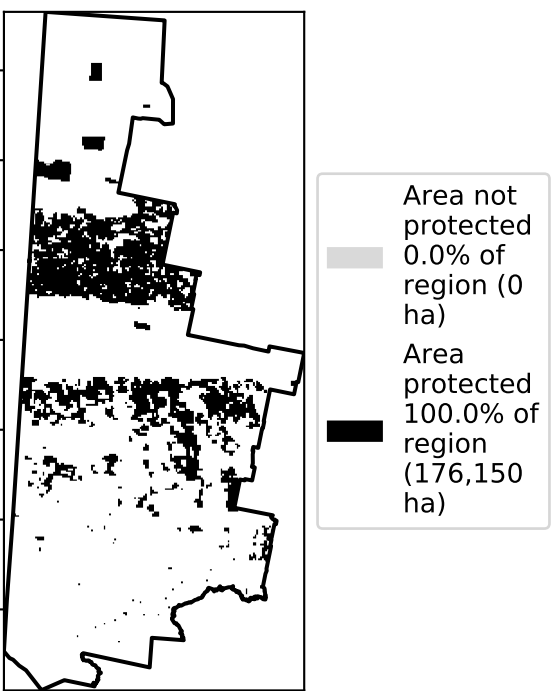 Area not
protected
0.0% of
region (0
ha)
Area
protected
100.0% of
region
(176,150
ha)